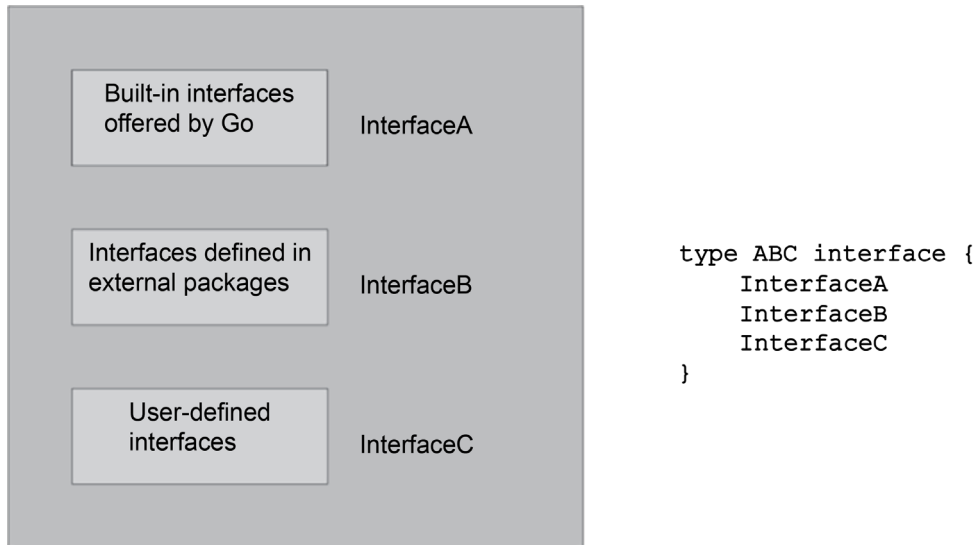 Built-in interfaces
offered by Go
InterfaceA
Interfaces defined in
external packages
InterfaceB
User-defined
interfaces
InterfaceC
type ABC interface {
    InterfaceA
    InterfaceB
    InterfaceC
}